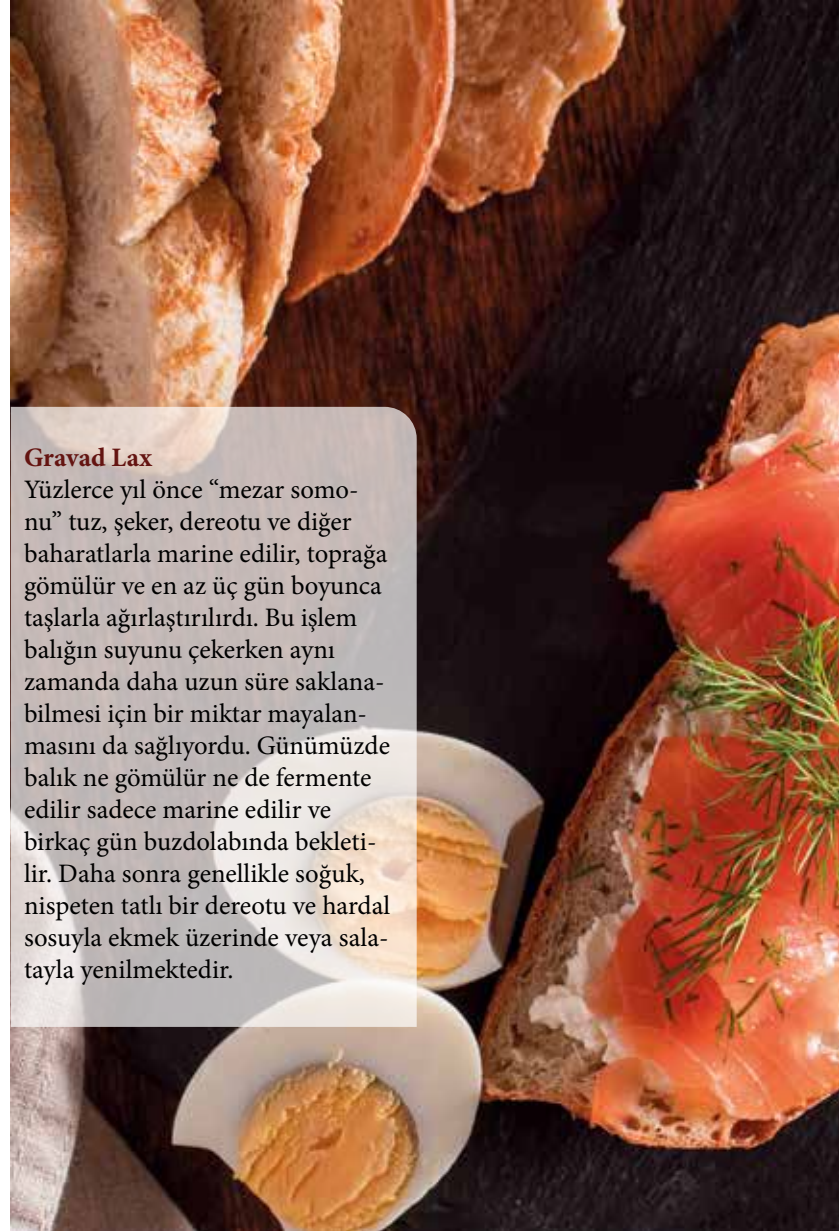 Gravad Lax
Yüzlerce yıl önce “mezar somo-
nu” tuz, şeker, dereotu ve diğer
baharatlarla marine edilir, toprağa
gömülür ve en az üç gün boyunca
taşlarla ağırlaştırılırdı. Bu işlem
balığın suyunu çekerken aynı
zamanda daha uzun süre saklana-
bilmesi için bir miktar mayalan-
masını da sağlıyordu. Günümüzde
balık ne gömülür ne de fermente
edilir sadece marine edilir ve
birkaç gün buzdolabında bekleti-
lir. Daha sonra genellikle soğuk,
nispeten tatlı bir dereotu ve hardal
sosuyla ekmek üzerinde veya sala-
tayla yenilmektedir.